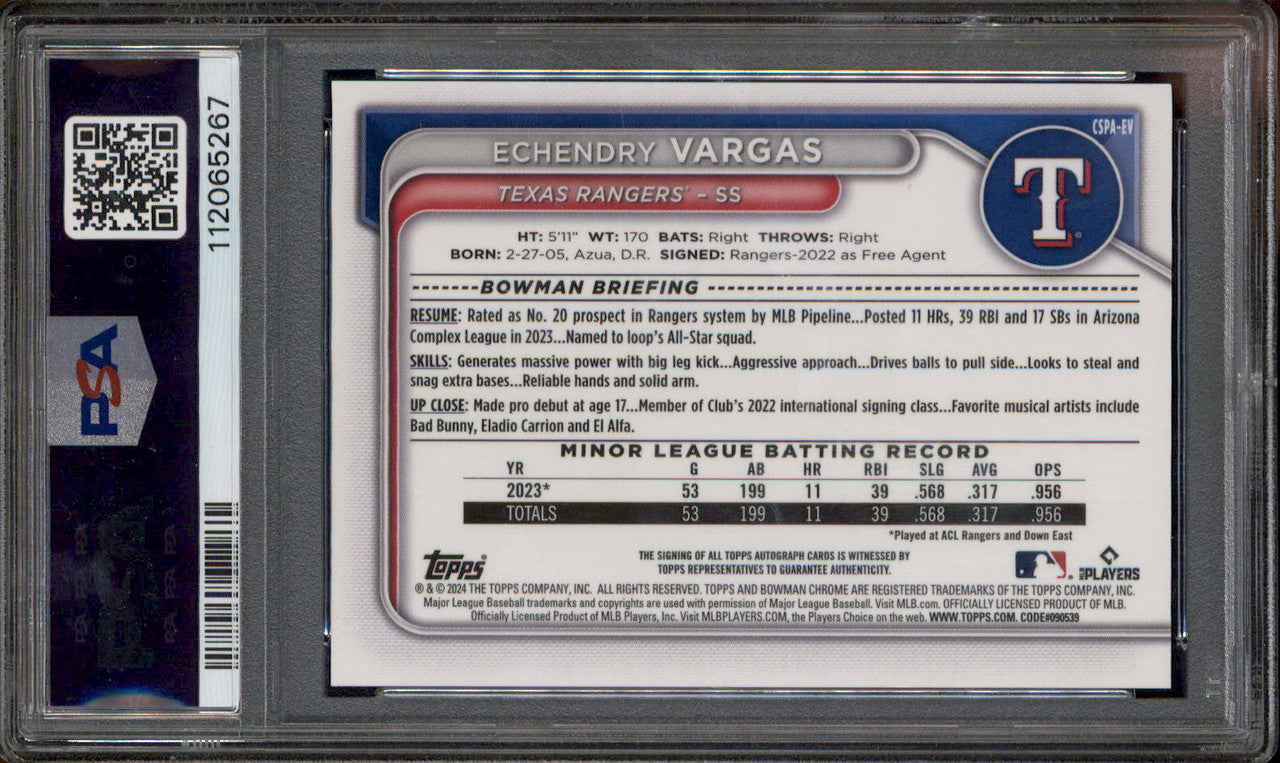 112065267
PSA
CSPA-EV
ECHENDRY VARGAS
TEXAS RANGERS® – SS
T
HT: 5'11" WT: 170 BATS: Right THROWS: Right
BORN: 2-27-05, Azua, D.R. SIGNED: Rangers-2022 as Free Agent
BOWMAN BRIEFING
RESUME: Rated as No. 20 prospect in Rangers system by MLB Pipeline...Posted 11 HRs, 39 RBI and 17 SBs in Arizona
Complex League in 2023...Named to loop's All-Star squad.
SKILLS: Generates massive power with big leg kick...Aggressive approach...Drives balls to pull side...Looks to steal and
snag extra bases...Reliable hands and solid arm.
UP CLOSE: Made pro debut at age 17...Member of Club's 2022 international signing class...Favorite musical artists include
Bad Bunny, Eladio Carrion and El Alfa.
MINOR LEAGUE BATTING RECORD
YR G AB HR RBI SLG AVG OPS
2023* 53 199 11 39 .568 .317 .956
TOTALS 53 199 11 39 .568 .317 .956
*Played at ACL Rangers and Down East
Topps®
THE SIGNING OF ALL TOPPS AUTOGRAPH CARDS IS WITNESSED BY
TOPPS REPRESENTATIVES TO GUARANTEE AUTHENTICITY.
PLAYERS
® & © 2024 THE TOPPS COMPANY, INC. ALL RIGHTS RESERVED. TOPPS AND BOWMAN CHROME ARE REGISTERED TRADEMARKS OF THE TOPPS COMPANY, INC.
Major League Baseball trademarks and copyrights are used with permission of Major League Baseball. Visit MLB.com. OFFICIALLY LICENSED PRODUCT OF MLB.
Officially Licensed Product of MLB Players, Inc. Visit MLBPLAYERS.COM, the Players Choice on the web. WWW.TOPPS.COM. CODE#090539